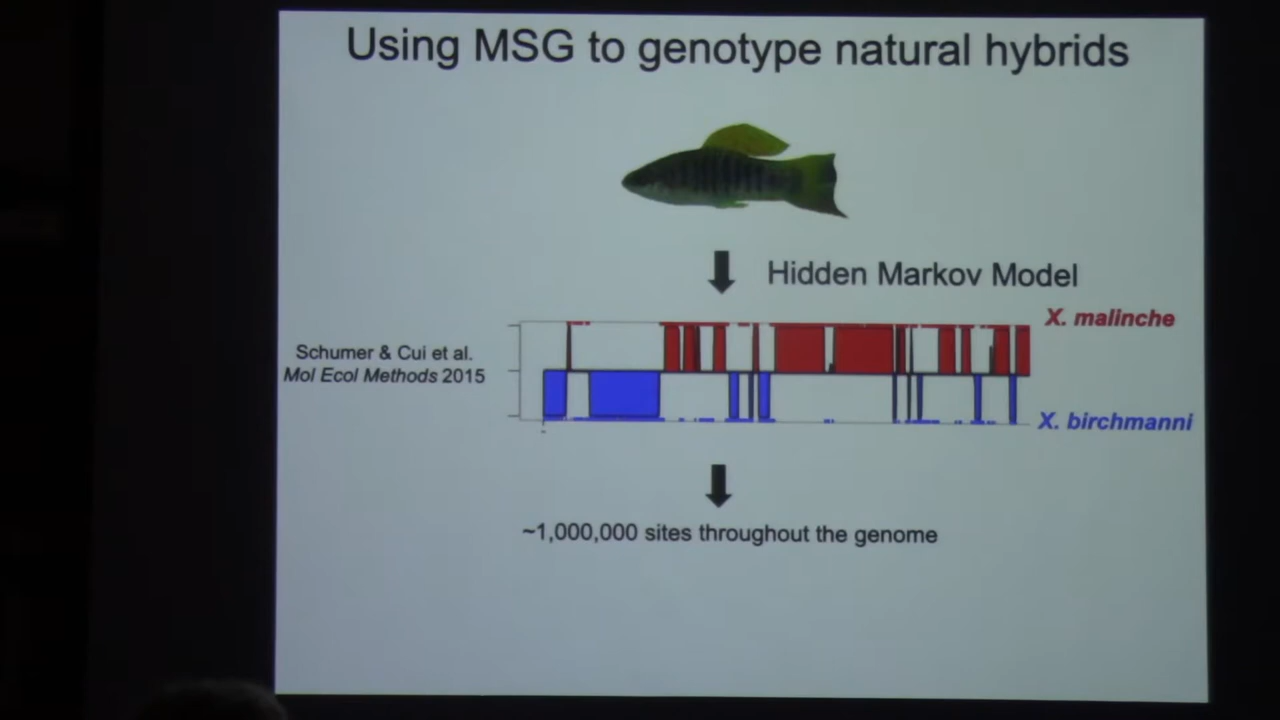 Using MSG to genotype natural hybrids
Hidden Markov Model
X. malinche
Schumer & Cui et al.
Mol Ecol Methods 2015
X. birchmanni
~1,000,000 sites throughout the genome